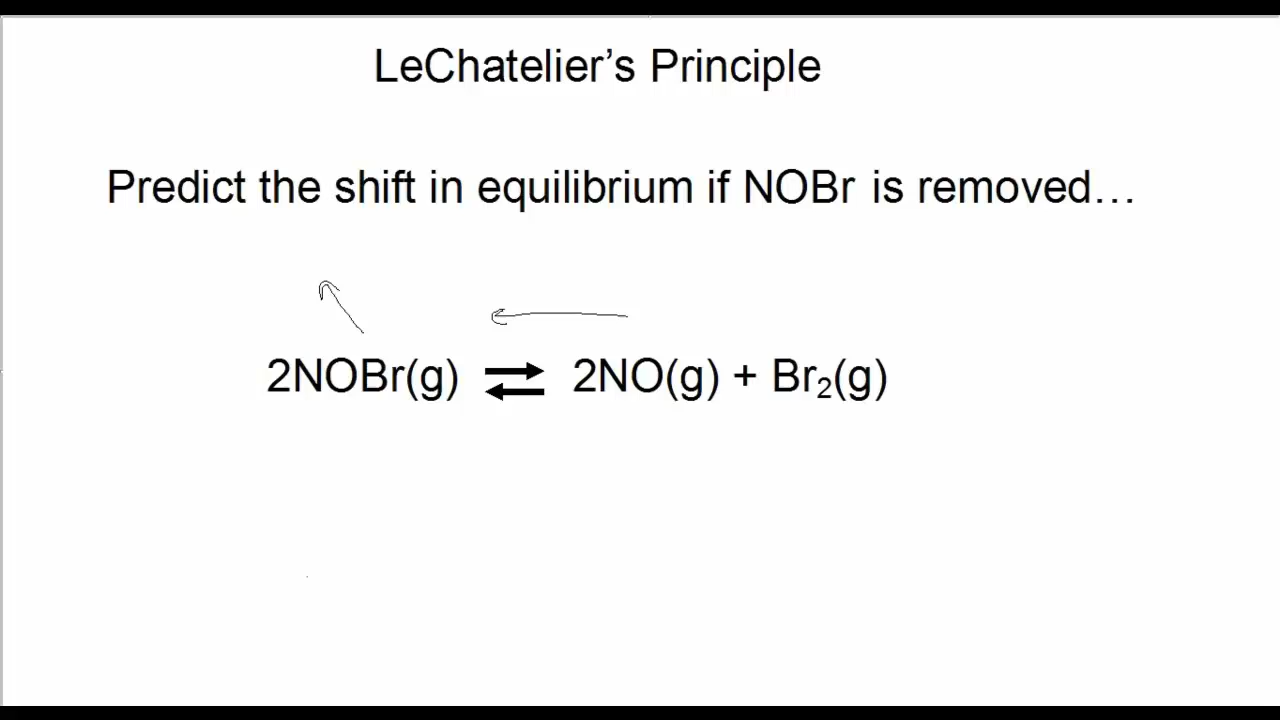 LeChatelier’s Principle
Predict the shift in equilibrium if NOBr is removed…
2NOBr(g) ⇌ 2NO(g) + Br₂(g)